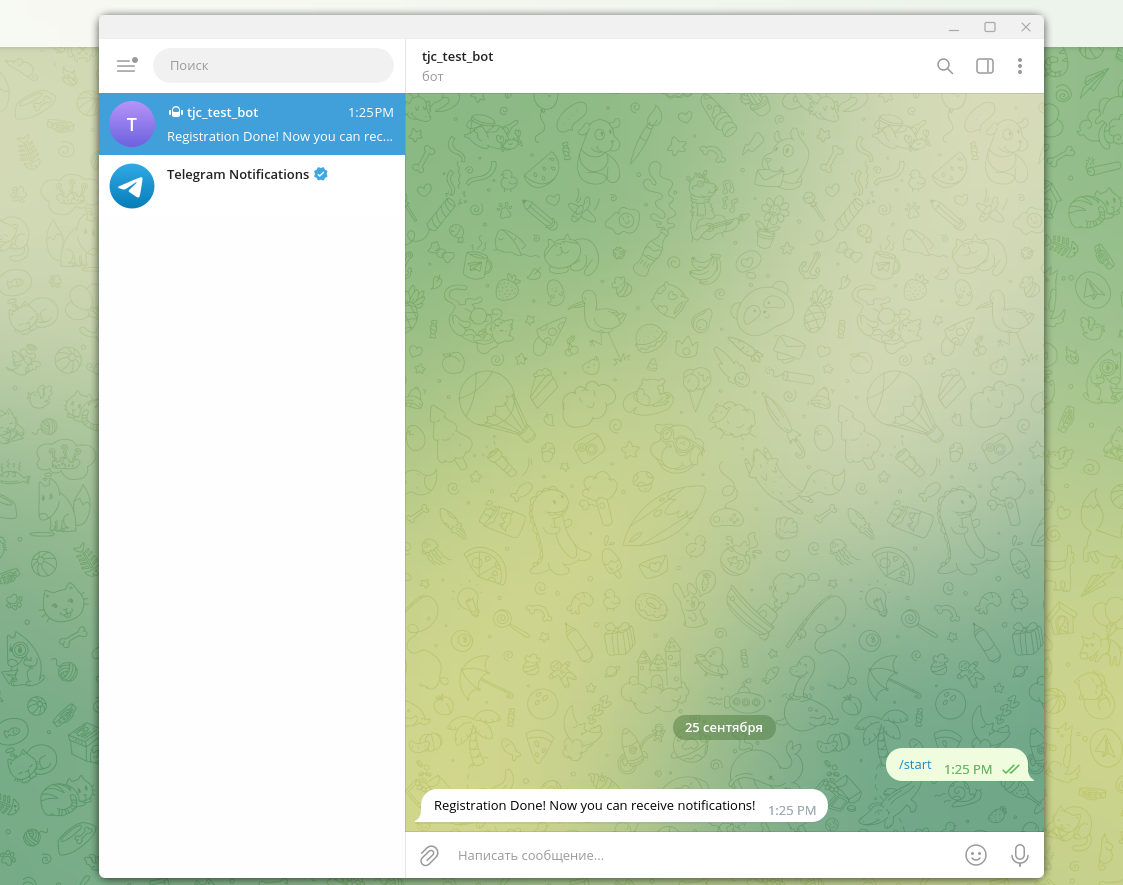 Поиск
T
tjc_test_bot 1:25 PM
Registration Done! Now you can rec...
Telegram Notifications
tjc_test_bot
бот
25 сентября
/start 1:25 PM
Registration Done! Now you can receive notifications! 1:25 PM
Написать сообщение...